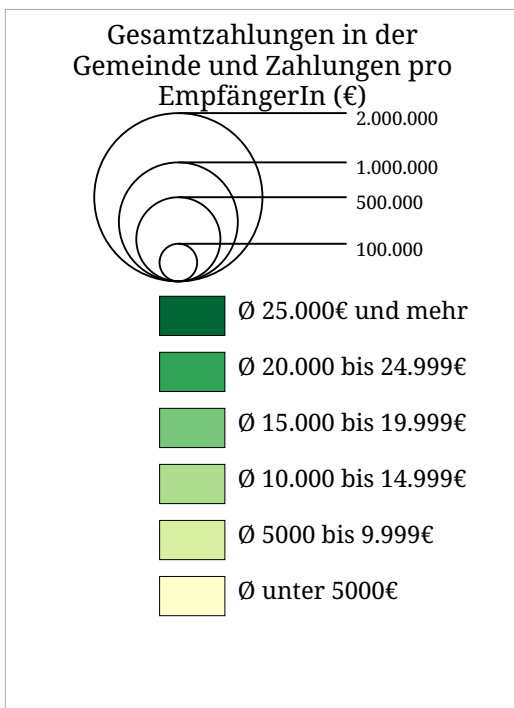 Gesamtzahlungen in der
Gemeinde und Zahlungen pro
EmpfängerIn (€)
2.000.000
1.000.000
500.000
100.000
Ø 25.000€ und mehr
Ø 20.000 bis 24.999€
Ø 15.000 bis 19.999€
Ø 10.000 bis 14.999€
Ø 5000 bis 9.999€
Ø unter 5000€